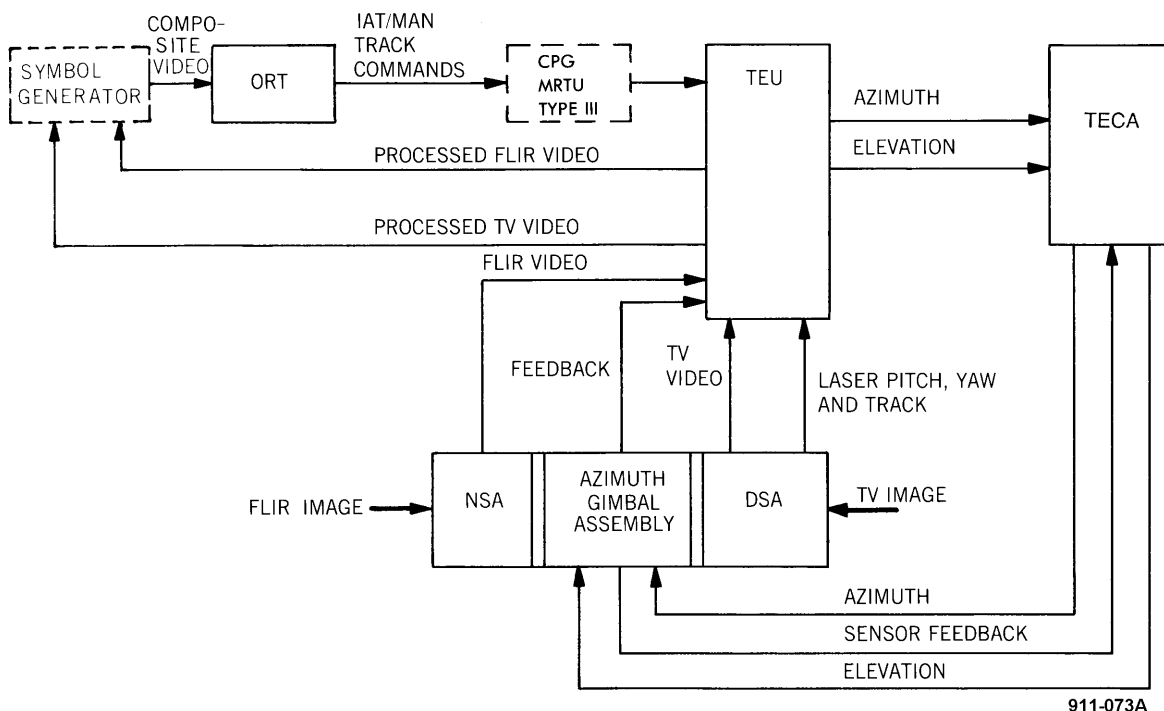 COMPO-
SITE
VIDEO
IAT/MAN
TRACK
COMMANDS
SYMBOL
GENERATOR
ORT
CPG
MRTU
TYPE III
TEU
AZIMUTH
TECA
ELEVATION
PROCESSED FLIR VIDEO
PROCESSED TV VIDEO
FLIR VIDEO
FEEDBACK
TV
VIDEO
LASER PITCH, YAW
AND TRACK
FLIR IMAGE
NSA
AZIMUTH
GIMBAL
ASSEMBLY
DSA
TV IMAGE
AZIMUTH
SENSOR FEEDBACK
ELEVATION
911-073A